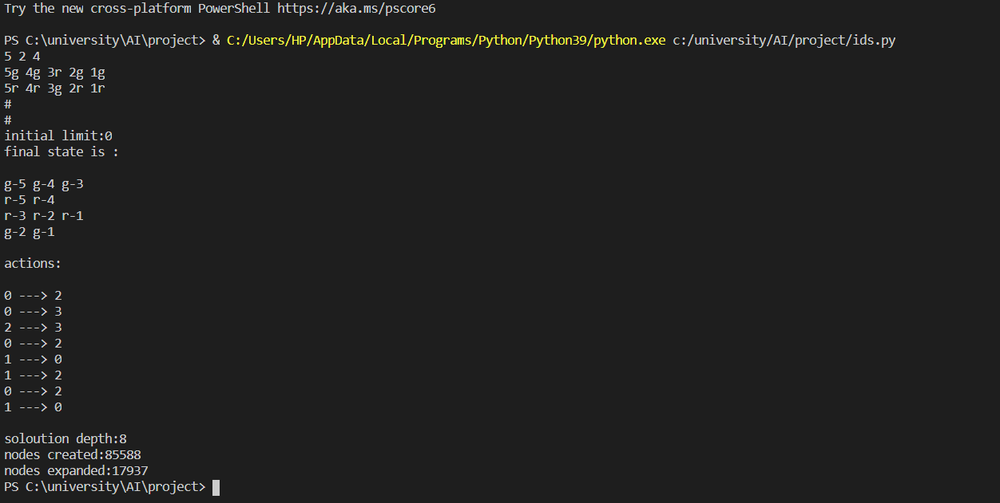 Try the new cross-platform PowerShell https://aka.ms/pscore6
PS C:\university\AI\project> & C:/Users/HP/AppData/Local/Programs/Python/Python39/python.exe c:/university/AI/project/ids.py
5 2 4
5g 4g 3r 2g 1g
5r 4r 3g 2r 1r
#
#
initial limit:0
final state is :
g-5 g-4 g-3
r-5 r-4
r-3 r-2 r-1
g-2 g-1
actions:
0 ---> 2
0 ---> 3
2 ---> 3
0 ---> 2
1 ---> 0
1 ---> 2
0 ---> 2
1 ---> 0
soloution depth:8
nodes created:85588
nodes expanded:17937
PS C:\university\AI\project>